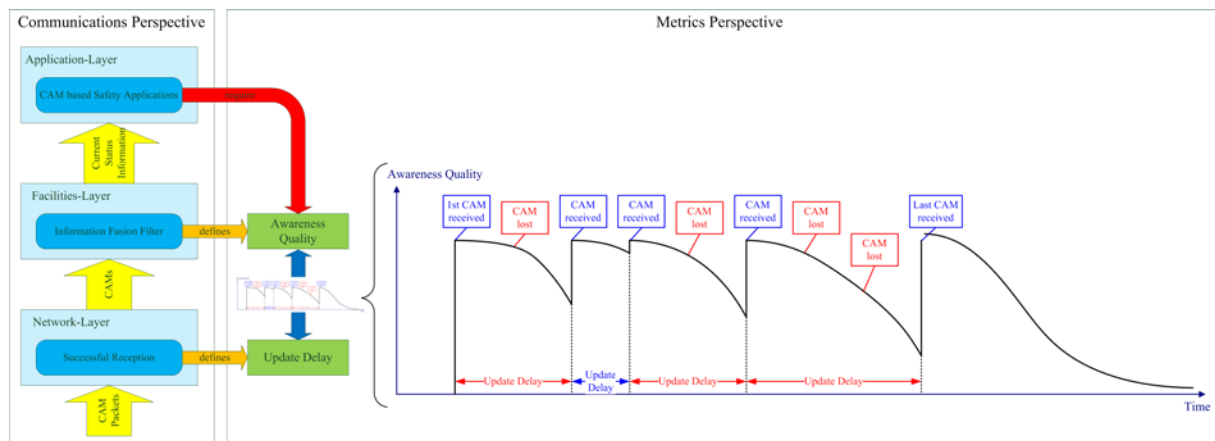 Communications Perspective
Metrics Perspective
Application-Layer
CAM based Safety Applications
require
Current
Status
Information
Facilities-Layer
Information Fusion Filter
defines
Awareness
Quality
CAMs
Network-Layer
Successful Reception
defines
Update Delay
CAM
Packets
Awareness Quality
1st CAM
received
CAM
lost
CAM
received
CAM
received
CAM
lost
CAM
received
CAM
lost
CAM
lost
Last CAM
received
Update Delay
Update
Delay
Update Delay
Update Delay
Time